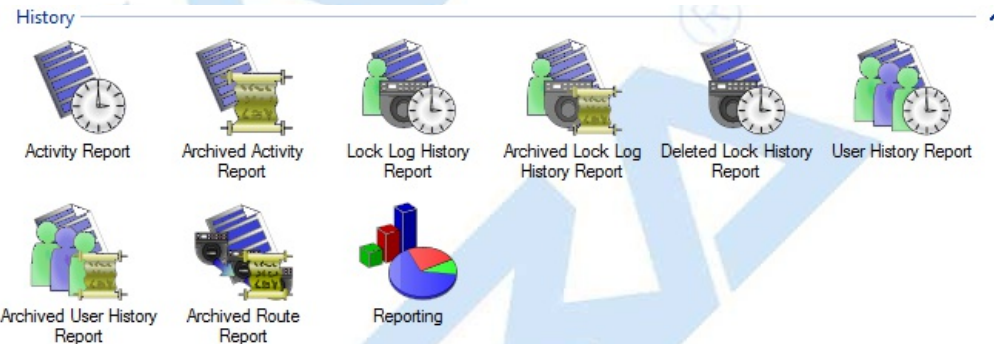 History
Activity Report
Archived Activity
Report
Lock Log History
Report
Archived Lock Log
History Report
Deleted Lock History
Report
User History Report
Archived User History
Report
Archived Route
Report
Reporting